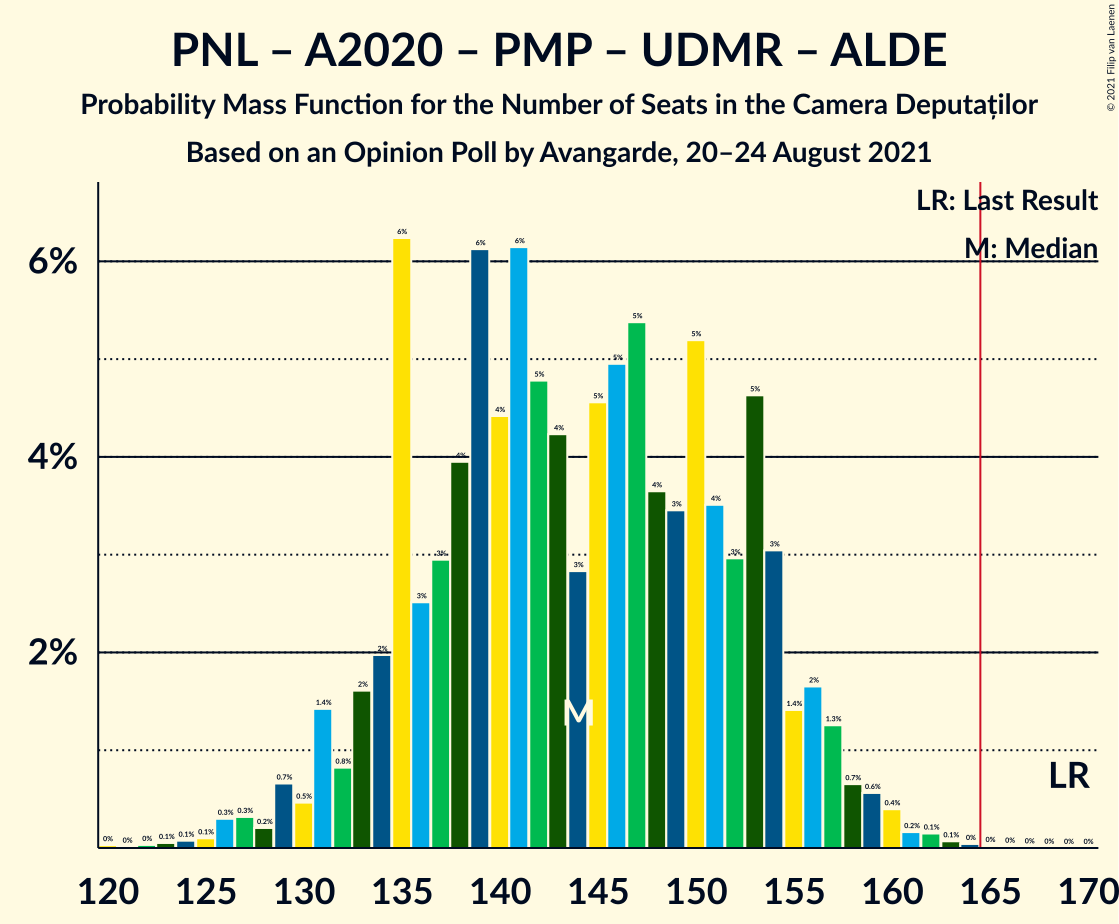 PNL – A2020 – PMP – UDMR – ALDE
Probability Mass Function for the Number of Seats in the Camera Deputaților
Based on an Opinion Poll by Avangarde, 20–24 August 2021
© 2021 Filip van Laenen
LR: Last Result
M: Median
6%
4%
2%
0% 0% 0% 0.1% 0.1% 0.1% 0.3% 0.3% 0.2% 0.7% 0.5% 1.4% 0.8% 2% 2% 6% 3% 3% 4% 6% 4% 6% 5% 4% 3% 5% 5% 5% 4% 3% 5% 4% 3% 5% 3% 1.4% 2% 1.3% 0.7% 0.6% 0.4% 0.2% 0.1% 0.1% 0% 0% 0% 0% 0% 0% 0%
M
LR
120 125 130 135 140 145 150 155 160 165 170